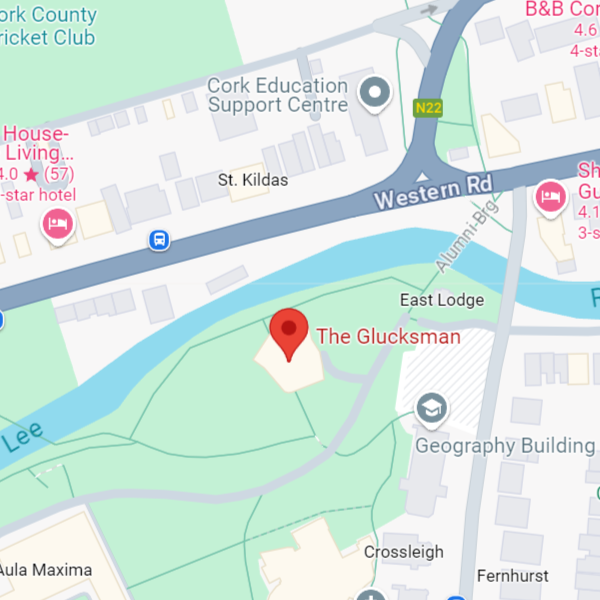 ork County
ricket Club
B&B Co
4.6
4-sta
Cork Education
Support Centre
N22
House-
Living...
4.0 ★ (57)
-star hotel
St. Kildas
Western Rd
Sh
Gu
4.1
3-s
Alumni-Brg
East Lodge
The Glucksman
Lee
Geography Building
Crossleigh
Aula Maxima
Fernhurst